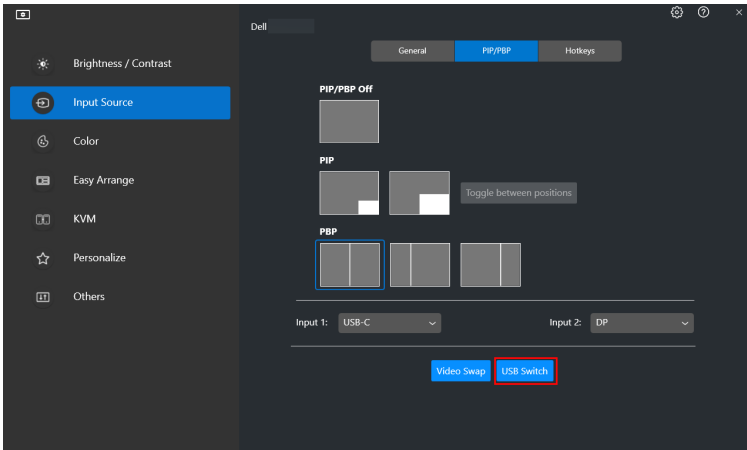 Dell
General PIP/PBP Hotkeys
Brightness / Contrast
Input Source
Color
Easy Arrange
KVM
Personalize
Others
PIP/PBP Off
PIP
Toggle between positions
PBP
Input 1: USB-C Input 2: DP
Video Swap USB Switch